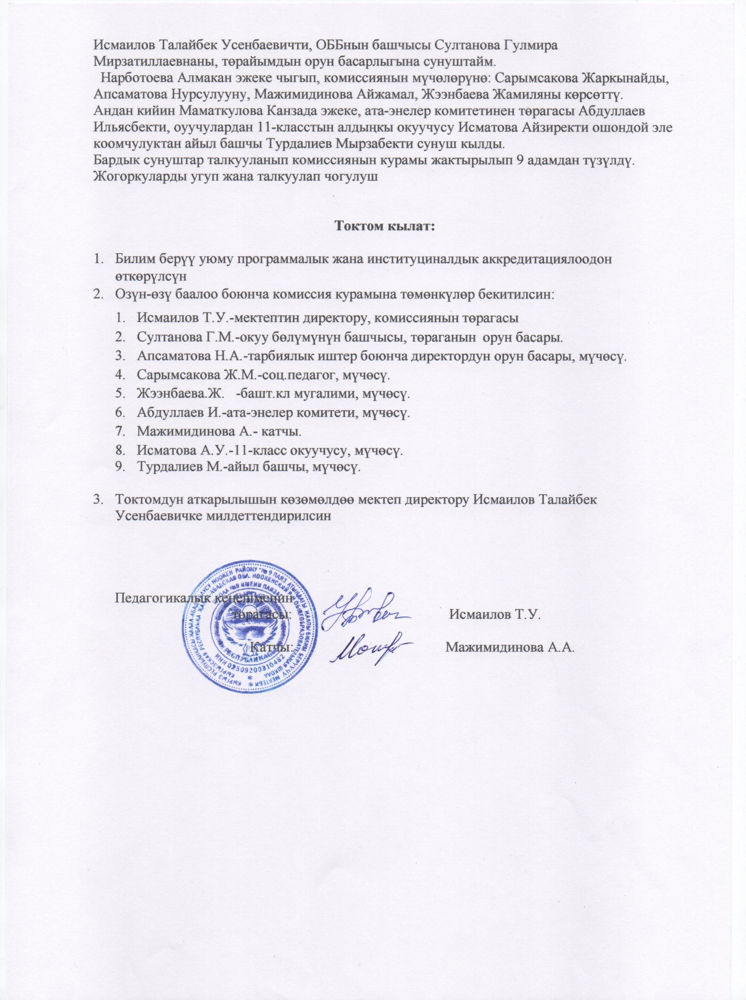 Исмаилов Талайбек Усенбаевичти, ОББнын башчысы Султанова Гулмира
Мирзатиллаевнаны, төрайымдын орун басарлыгына сунуштайм.
Нарботоева Алмакан эжеке чыгып, комиссиянын мүчөлөрүнө: Сарымсакова Жаркынайды,
Апсаматова Нурсулууну, Мажимидинова Айжамал, Жээнбаева Жамиляны көрсөттү.
Андан кийин Маматкулова Канзада эжеке, ата-энелер комитетинен төрагасы Абдуллаев
Ильясбекти, оуучулардан 11-класстын алдыңкы окуучусу Исматова Айзиректи ошондой эле
коомчулуктан айыл башчы Турдалиев Мырзабекти сунуш кылды.
Бардык сунуштар талкууланып комиссиянын курамы жактырылып 9 адамдан түзүлдү.
Жогоркуларды угуп жана талкуулап чогулуш
Токтом кылат:
1. Билим берүү уюму программалык жана институциналдык аккредитациялоодон
өткөрүлсүн
2. Озүн-өзү баалоо боюнча комиссия курамына төмөнкүлөр бекитилсин:
1. Исмаилов Т.У.-мектептин директору, комиссиянын төрагасы
2. Султанова Г.М.-окуу бөлүмүнүн башчысы, төраганын орун басары.
3. Апсаматова Н.А.-тарбиялык иштер боюнча директордун орун басары, мүчөсү.
4. Сарымсакова Ж.М.-соц.педагог, мүчөсү.
5. Жээнбаева.Ж. -башт.кл мугалими, мүчөсү.
6. Абдуллаев И.-ата-энелер комитети, мүчөсү.
7. Мажимидинова А.- катчы.
8. Исматова А.У.-11-класс окуучусу, мүчөсү.
9. Турдалиев М.-айыл башчы, мүчөсү.
3. Токтомдун аткарылышын көзөмөлдөө мектеп директору Исмаилов Талайбек
Усенбаевичке милдеттендирилсин
Педагогикалык кеңешменин
төрагасы: Исмаилов Т.У.
Катчы: Мажимидинова А.А.
КЫРГЫЗ РЕСПУБЛИКАСЫ ЖАЛАЛ-АБАД ОБЛУСУ НООКЕН РАЙОНУ "№ 9 ПАЯЗ АТЫНДАГЫ ЖАЛПЫ БИЛИМ БЕРҮҮЧҮ МЕКТЕБИ
КЫРГЫЗСКАЯ РЕСПУБЛИКА ЖАЛАЛ-АБАДСКАЯ ОБЛ. НООКЕНСКИЙ Р-Н ОБЩЕОБРАЗОВАТЕЛЬНАЯ ШКОЛА
ШКОЛА №9 ИМЕНИ ПАЯЗА
ИНН 02509200310482